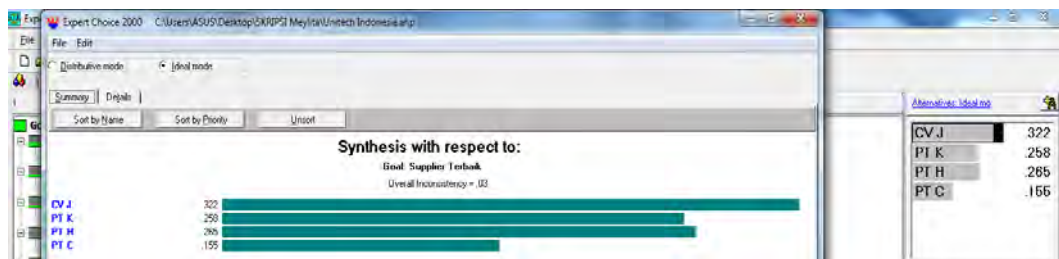 Expert Choice 2000 C:\Users\ASUS\Desktop\SKRIPSI Meylita\Unitech Indonesia.ahp
File Edit
Distributive mode Ideal mode
Summary Details
Sort by Name Sort by Priority Unsort
Synthesis with respect to:
Goal: Supplier Terbaik
Overall Inconsistency = .03
CV J .322
PT K .258
PT H .265
PT C .155
Alternatives: Ideal mo
CV J .322
PT K .258
PT H .265
PT C .155